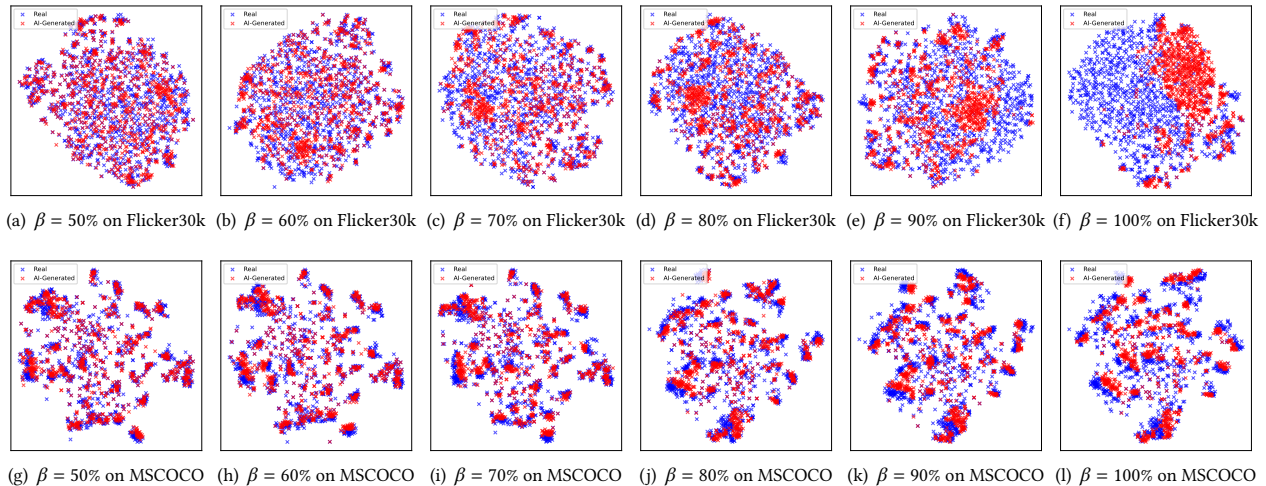 Real
AI-Generated
Real
AI-Generated
Real
AI-Generated
Real
AI-Generated
Real
AI-Generated
Real
AI-Generated
(a) β = 50% on Flicker30k
(b) β = 60% on Flicker30k
(c) β = 70% on Flicker30k
(d) β = 80% on Flicker30k
(e) β = 90% on Flicker30k
(f) β = 100% on Flicker30k
Real
AI-Generated
Real
AI-Generated
Real
AI-Generated
Real
AI-Generated
Real
AI-Generated
Real
AI-Generated
(g) β = 50% on MSCOCO
(h) β = 60% on MSCOCO
(i) β = 70% on MSCOCO
(j) β = 80% on MSCOCO
(k) β = 90% on MSCOCO
(l) β = 100% on MSCOCO